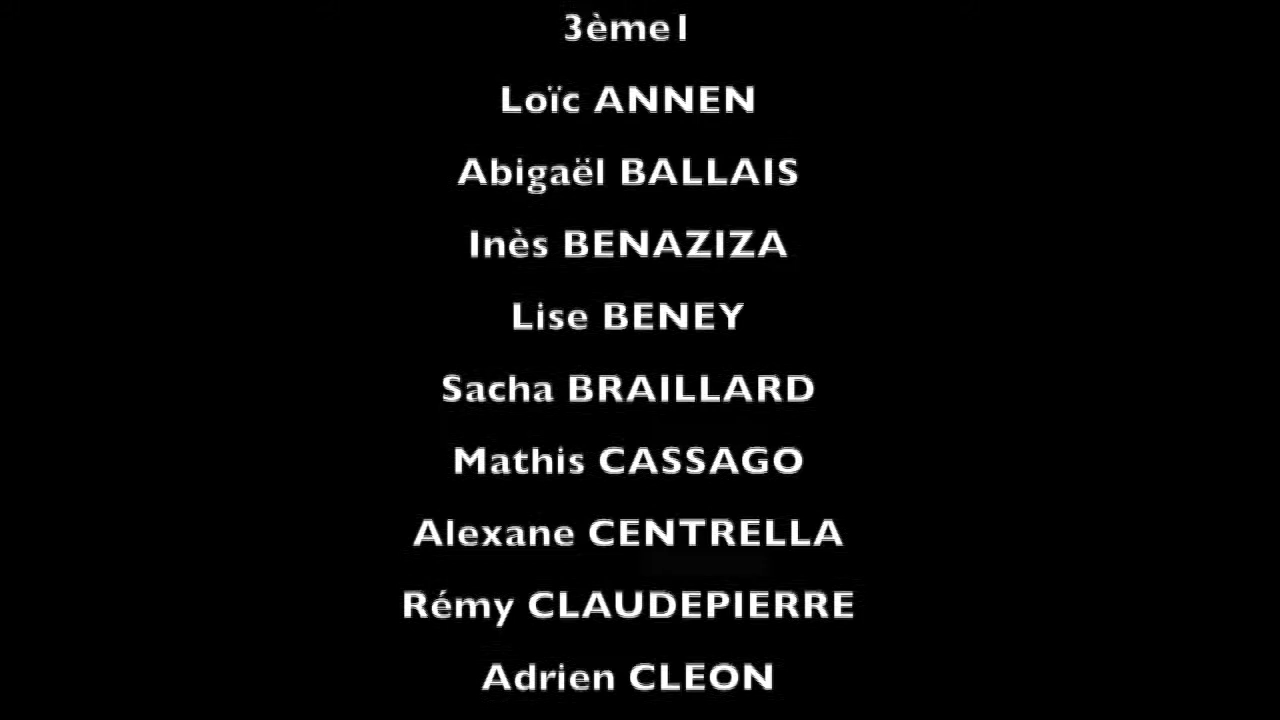 3ème1
Loïc ANNEN
Abigaël BALLAIS
Inès BENAZIZA
Lise BENEY
Sacha BRAILLARD
Mathis CASSAGO
Alexane CENTRELLA
Rémy CLAUDEPIERRE
Adrien CLEON